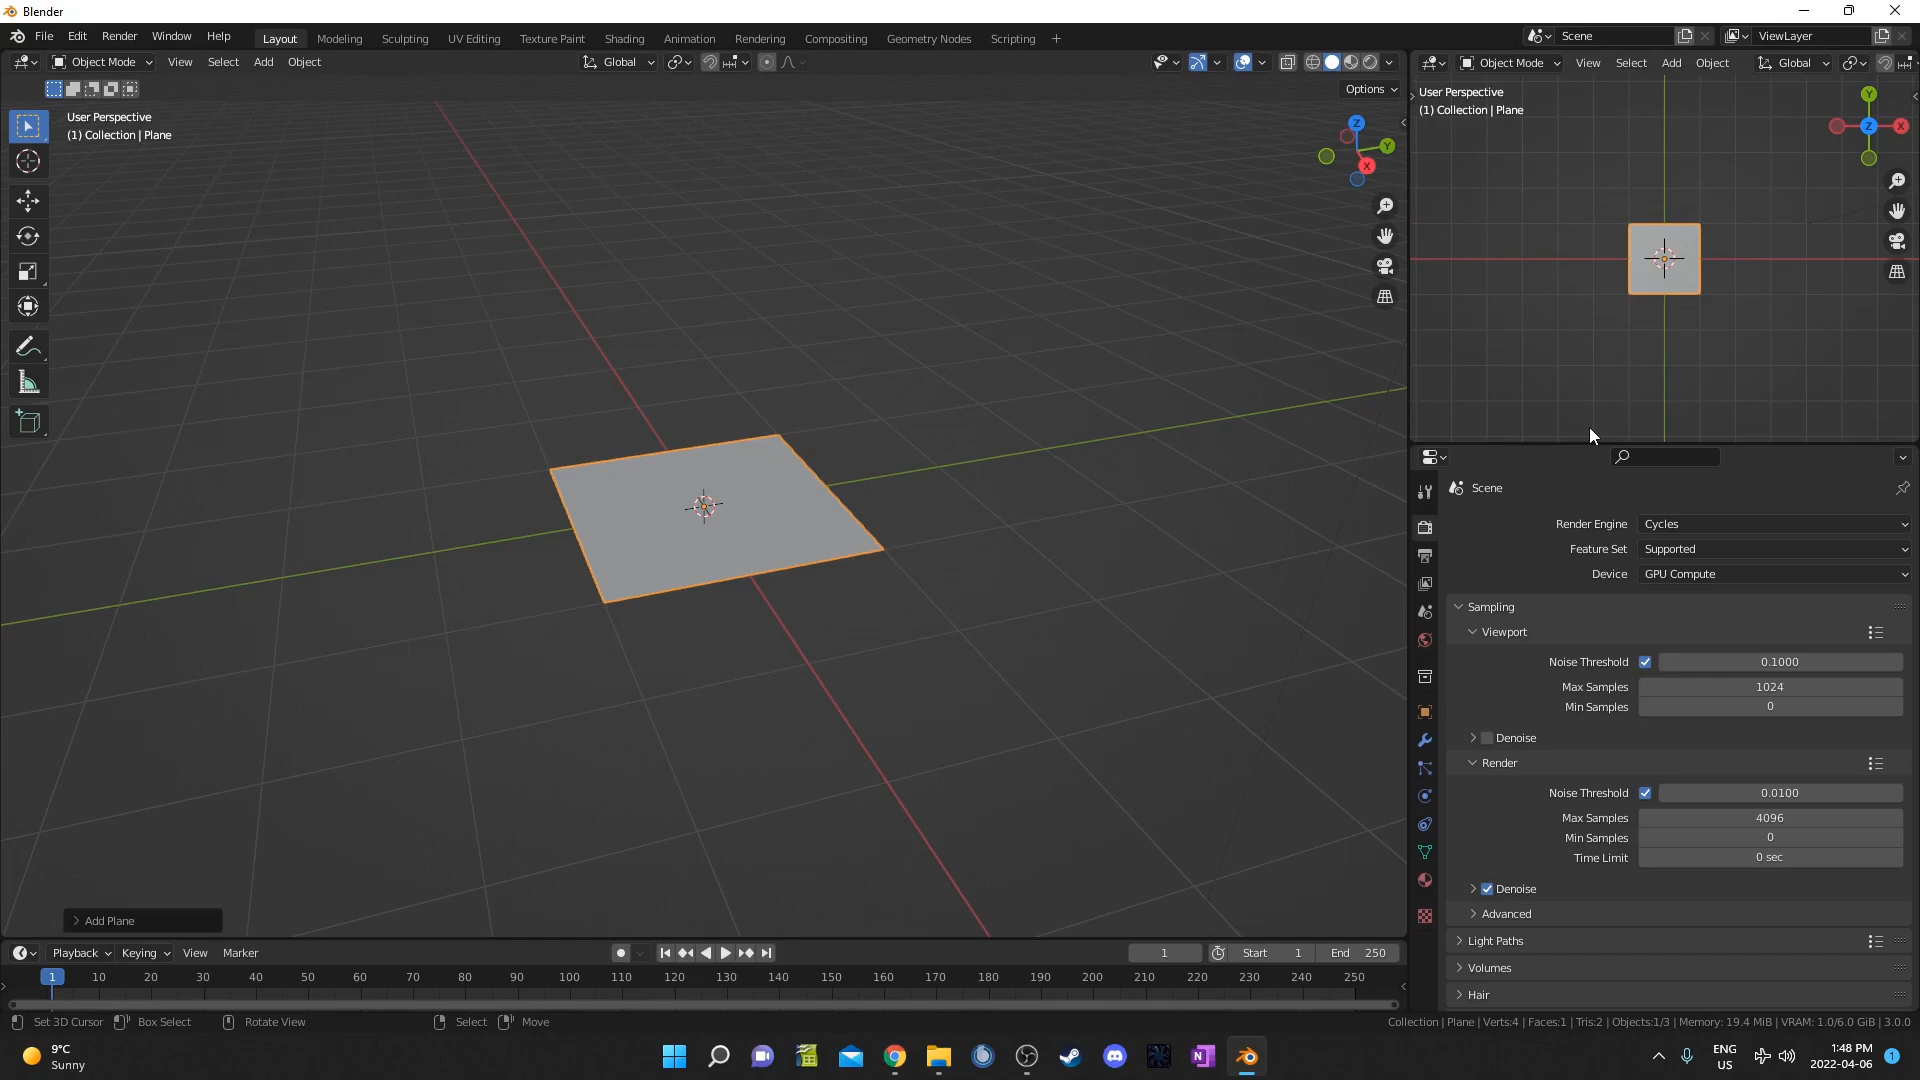 Blender
File Edit Render Window Help
Layout Modeling Sculpting UV Editing Texture Paint Shading Animation Rendering Compositing Geometry Nodes Scripting +
Scene
ViewLayer
Object Mode View Select Add Object
Global
Options
User Perspective
(1) Collection | Plane
Z
Y
X
Object Mode View Select Add Object Global
User Perspective
(1) Collection | Plane
Y
Z
X
Scene
Render Engine Cycles
Feature Set Supported
Device GPU Compute
Sampling
Viewport
Noise Threshold 0.1000
Max Samples 1024
Min Samples 0
Denoise
Render
Noise Threshold 0.0100
Max Samples 4096
Min Samples 0
Time Limit 0 sec
Denoise
Advanced
Light Paths
Volumes
Hair
Add Plane
Playback Keying View Marker
1
Start 1 End 250
1 10 20 30 40 50 60 70 80 90 100 110 120 130 140 150 160 170 180 190 200 210 220 230 240 250
Set 3D Cursor Box Select Rotate View Select Move
Collection | Plane | Verts:4 | Faces:1 | Tris:2 | Objects:1/3 | Memory: 19.4 MiB | VRAM: 1.0/6.0 GiB | 3.0.0
9°C
Sunny
N
ENG
US
1:48 PM
2022-04-06
1